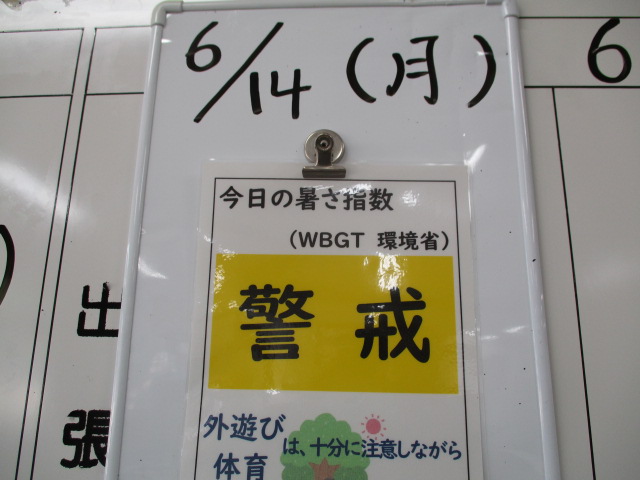 6/14（月）
6
今日の暑さ指数
（WBGT 環境省）
警戒
外遊び
体育
は、十分に注意しながら
出
張